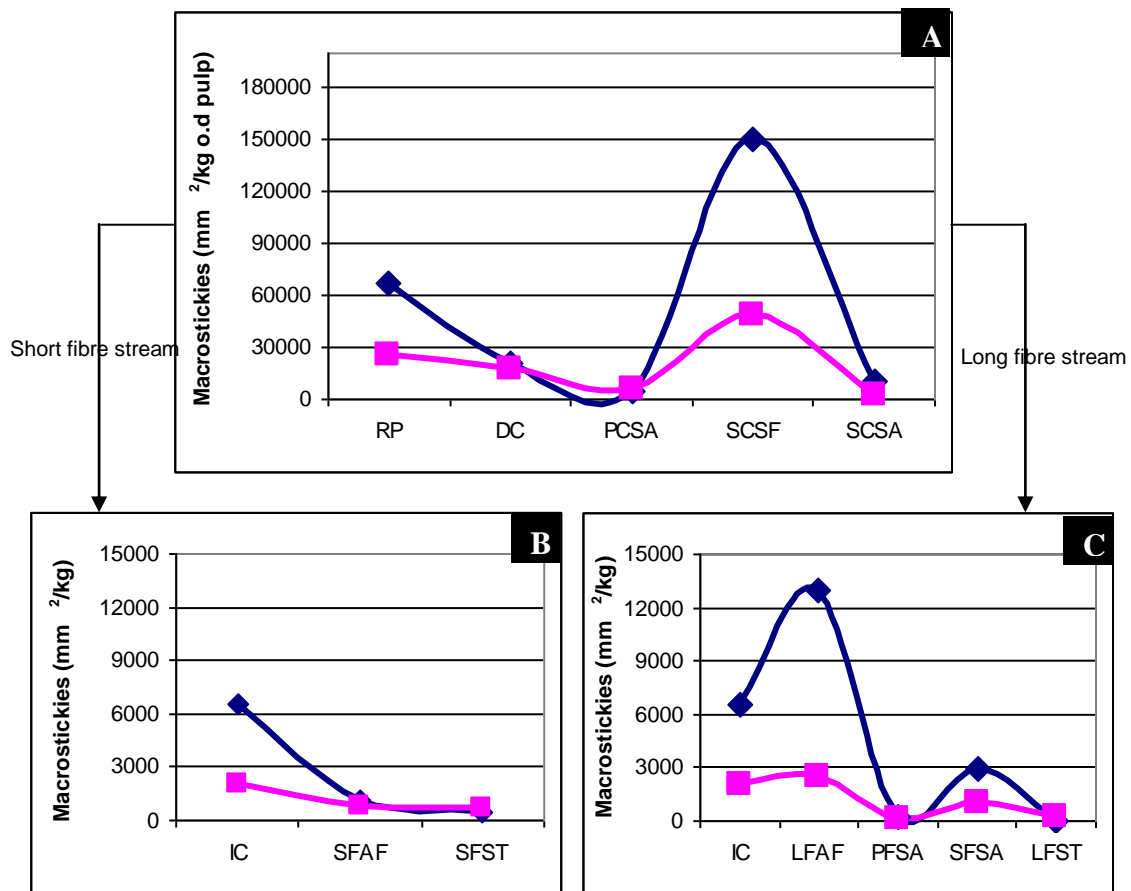 A
Macrostickies (mm ²/kg o.d pulp)
180000
150000
120000
90000
60000
30000
0
RP DC PCSA SCSF SCSA
Short fibre stream
Long fibre stream
B
Macrostickies (mm ²/kg)
15000
12000
9000
6000
3000
0
IC SFAF SFST
C
Macrostickies (mm ²/kg)
15000
12000
9000
6000
3000
0
IC LFAF PFSA SFSA LFST